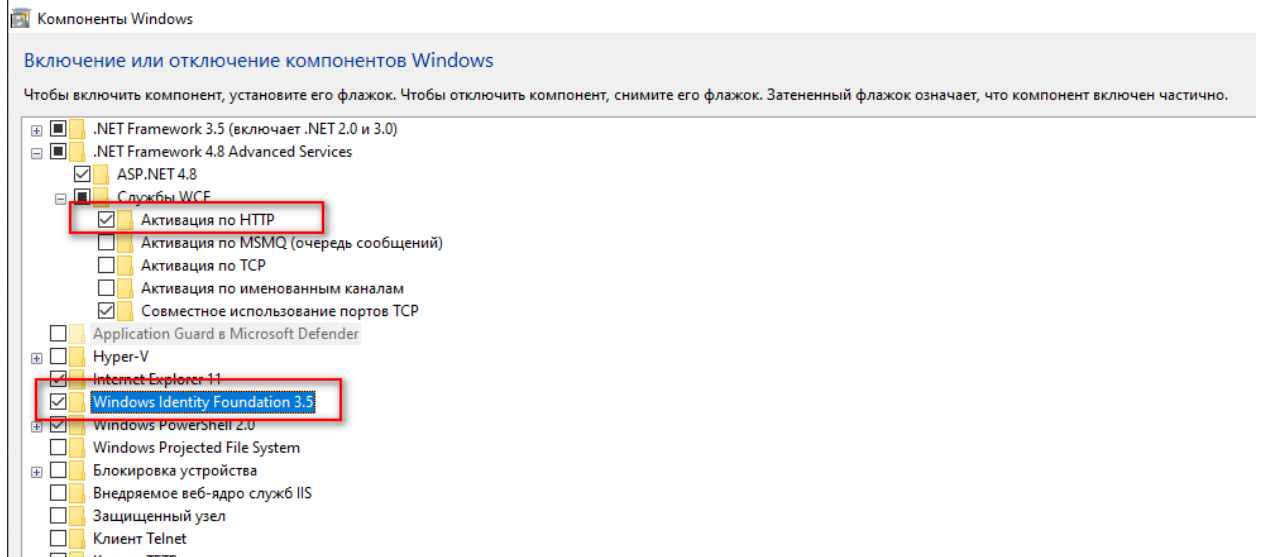 Компоненты Windows
Включение или отключение компонентов Windows
Чтобы включить компонент, установите его флажок. Чтобы отключить компонент, снимите его флажок. Затененный флажок означает, что компонент включен частично.
.NET Framework 3.5 (включает .NET 2.0 и 3.0)
.NET Framework 4.8 Advanced Services
ASP.NET 4.8
Службы WCF
Активация по HTTP
Активация по MSMQ (очередь сообщений)
Активация по TCP
Активация по именованным каналам
Совместное использование портов TCP
Application Guard в Microsoft Defender
Hyper-V
Internet Explorer 11
Windows Identity Foundation 3.5
Windows PowerShell 2.0
Windows Projected File System
Блокировка устройства
Внедряемое веб-ядро служб IIS
Защищенный узел
Клиент Telnet